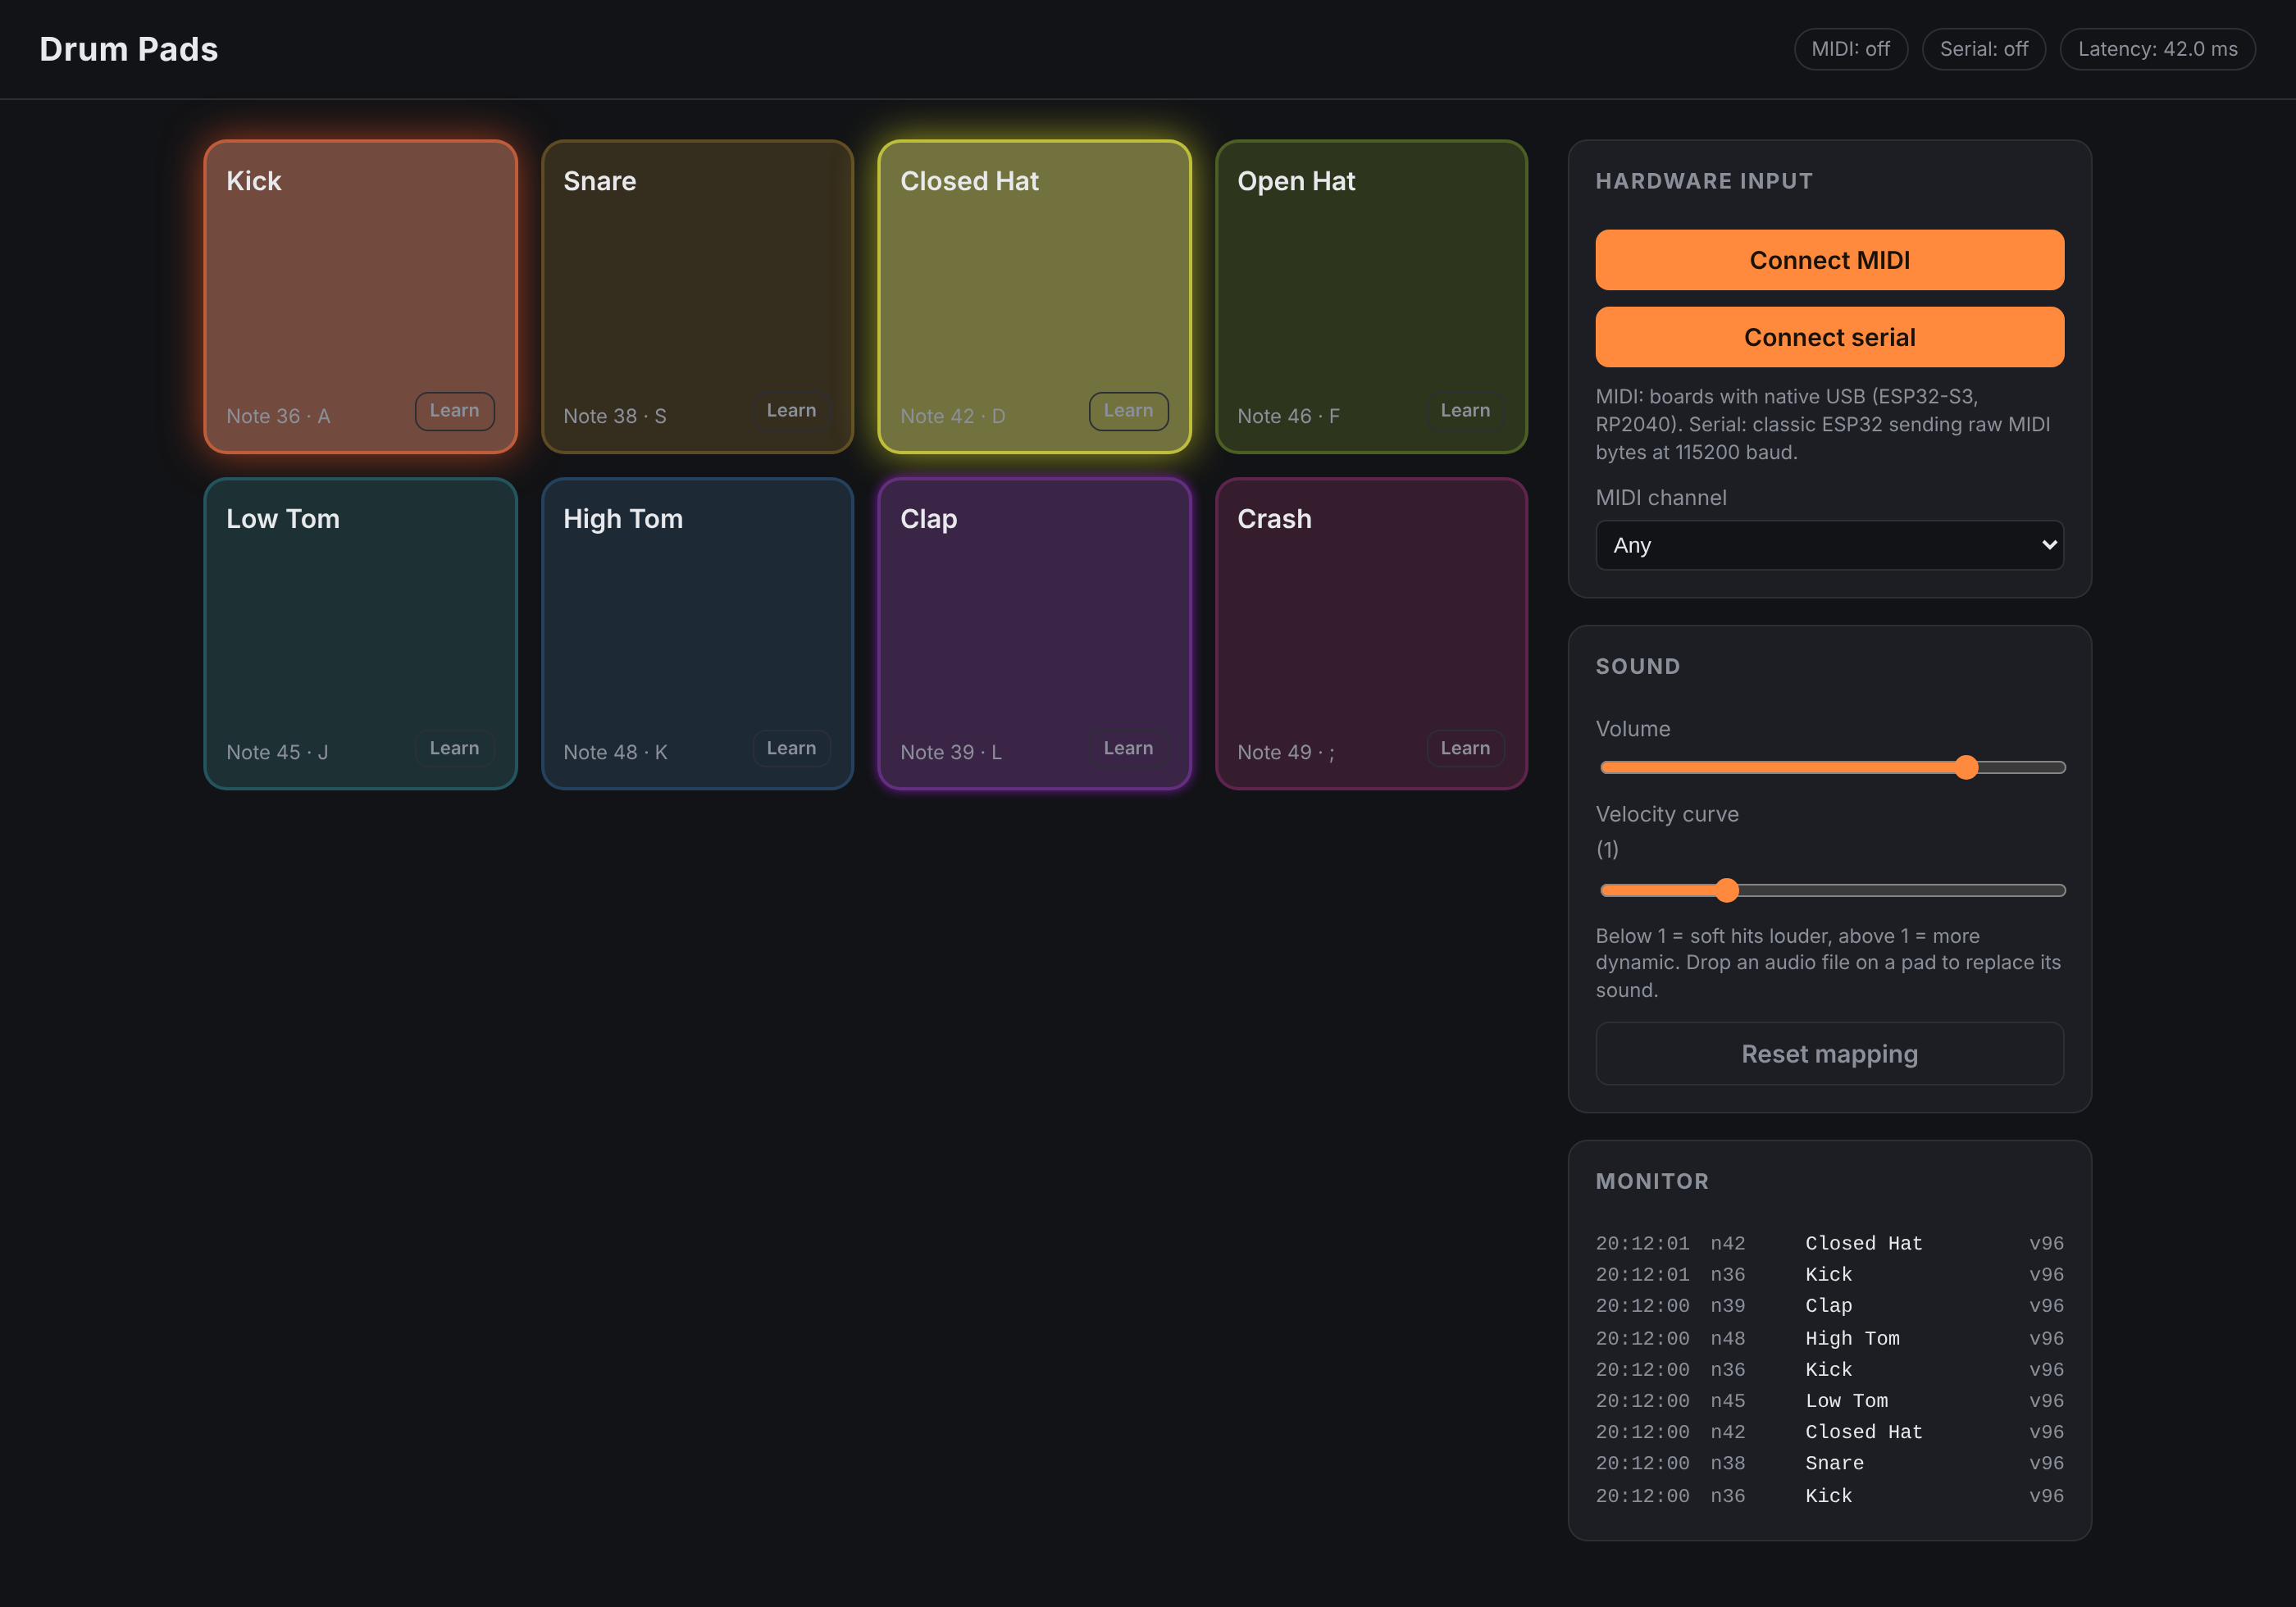 Drum Pads
MIDI: off
Serial: off
Latency: 42.0 ms
Kick
Note 36 · A
Learn
Snare
Note 38 · S
Learn
Closed Hat
Note 42 · D
Learn
Open Hat
Note 46 · F
Learn
Low Tom
Note 45 · J
Learn
High Tom
Note 48 · K
Learn
Clap
Note 39 · L
Learn
Crash
Note 49 · ;
Learn
HARDWARE INPUT
Connect MIDI
Connect serial
MIDI: boards with native USB (ESP32-S3,
RP2040). Serial: classic ESP32 sending raw MIDI
bytes at 115200 baud.
MIDI channel
Any
SOUND
Volume
Velocity curve
(1)
Below 1 = soft hits louder, above 1 = more
dynamic. Drop an audio file on a pad to replace its
sound.
Reset mapping
MONITOR
20:12:01 n42 Closed Hat v96
20:12:01 n36 Kick v96
20:12:00 n39 Clap v96
20:12:00 n48 High Tom v96
20:12:00 n36 Kick v96
20:12:00 n45 Low Tom v96
20:12:00 n42 Closed Hat v96
20:12:00 n38 Snare v96
20:12:00 n36 Kick v96